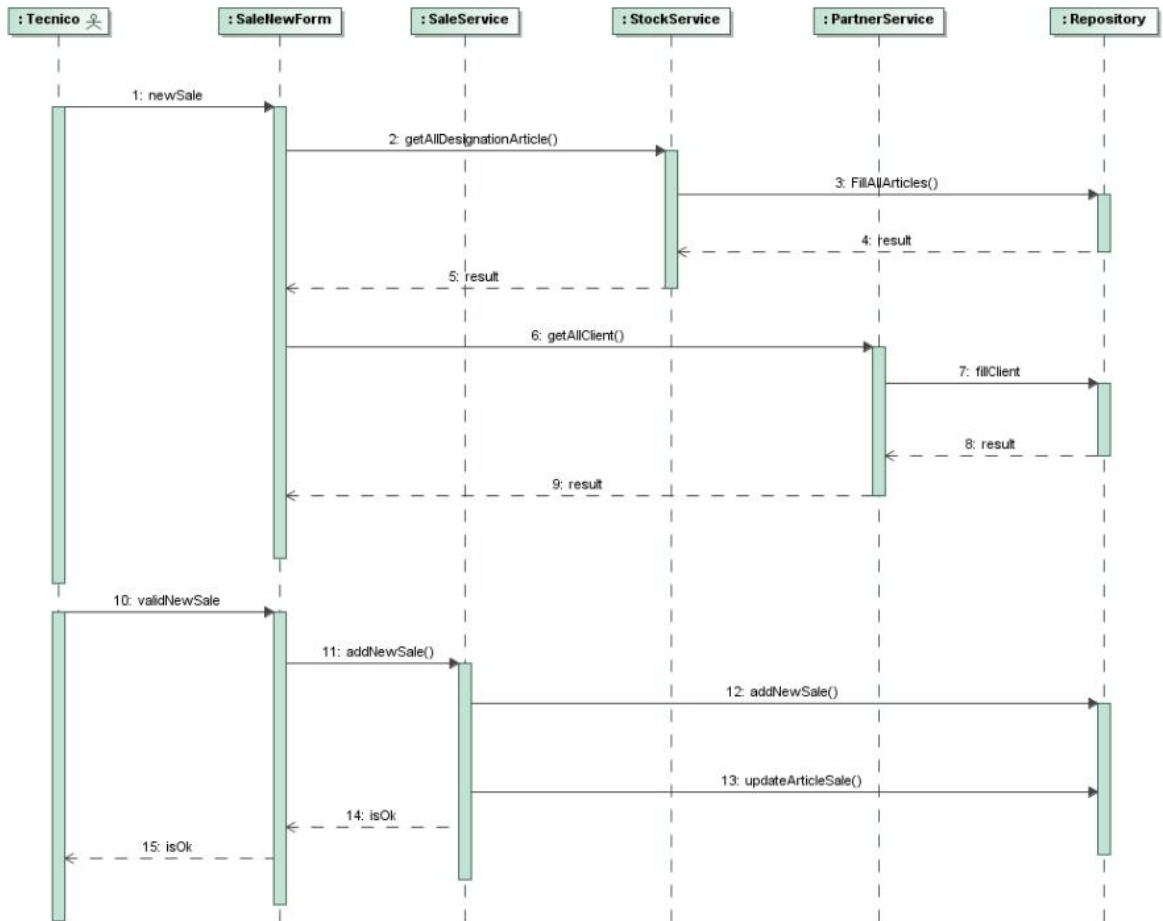 : Tecnico
: SaleNewForm
: SaleService
: StockService
: PartnerService
: Repository
1: newSale
2: getAllDesignationArticle()
3: FillAllArticles()
4: result
5: result
6: getAllClient()
7: fillClient
8: result
9: result
10: validNewSale
11: addNewSale()
12: addNewSale()
13: updateArticleSale()
14: isOk
15: isOk